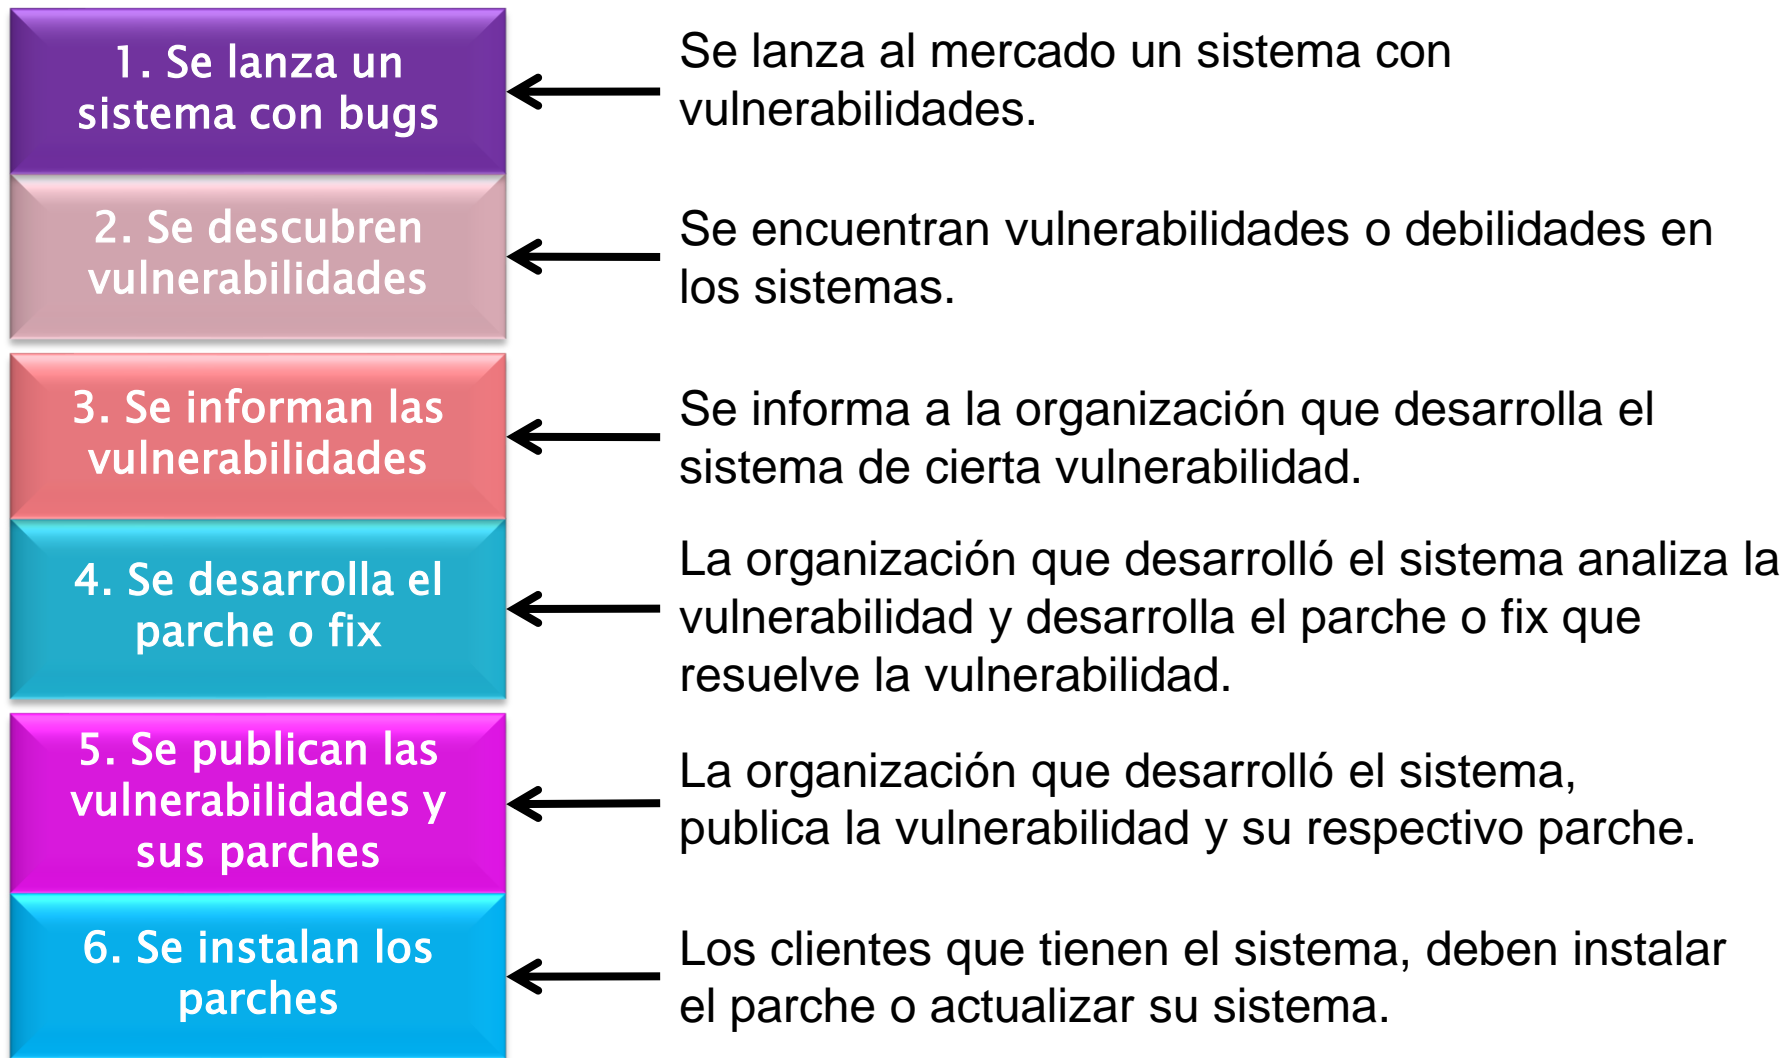 1. Se lanza un
sistema con bugs
Se lanza al mercado un sistema con
vulnerabilidades.
2. Se descubren
vulnerabilidades
Se encuentran vulnerabilidades o debilidades en
los sistemas.
3. Se informan las
vulnerabilidades
Se informa a la organización que desarrolla el
sistema de cierta vulnerabilidad.
4. Se desarrolla el
parche o fix
La organización que desarrolló el sistema analiza la
vulnerabilidad y desarrolla el parche o fix que
resuelve la vulnerabilidad.
5. Se publican las
vulnerabilidades y
sus parches
La organización que desarrolló el sistema,
publica la vulnerabilidad y su respectivo parche.
6. Se instalan los
parches
Los clientes que tienen el sistema, deben instalar
el parche o actualizar su sistema.